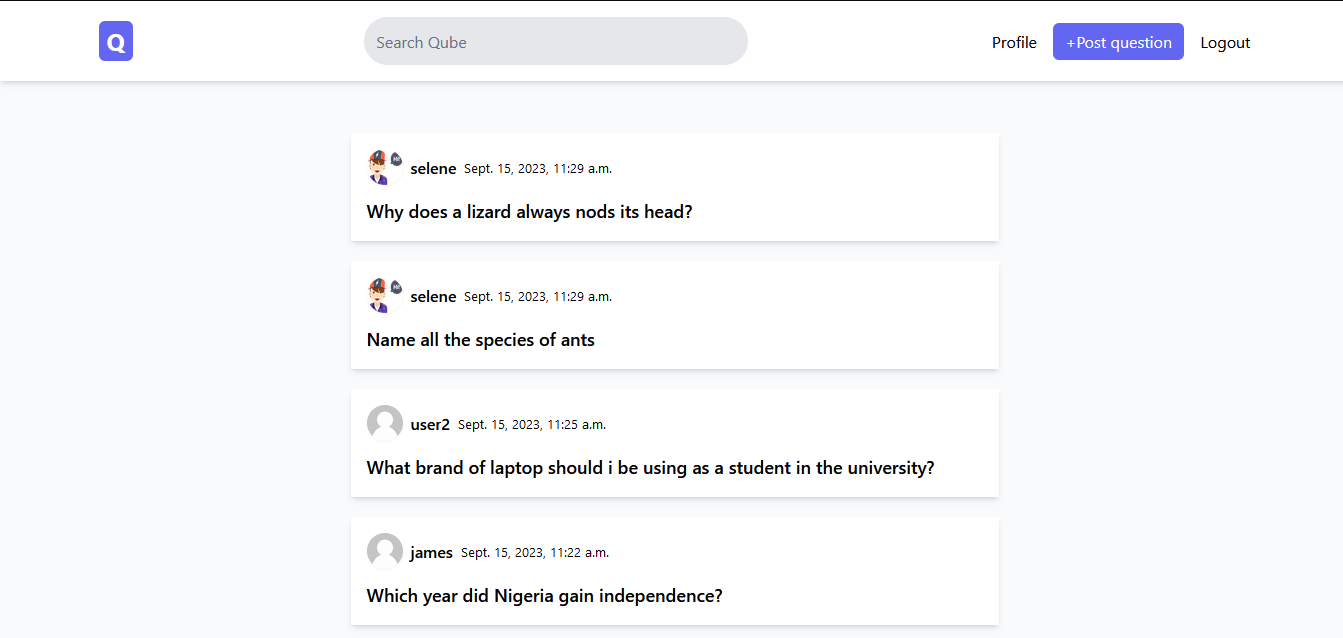 Q
Search Qube
Profile
+Post question
Logout
Hi!
selene Sept. 15, 2023, 11:29 a.m.
Why does a lizard always nods its head?
Hi!
selene Sept. 15, 2023, 11:29 a.m.
Name all the species of ants
user2 Sept. 15, 2023, 11:25 a.m.
What brand of laptop should i be using as a student in the university?
james Sept. 15, 2023, 11:22 a.m.
Which year did Nigeria gain independence?